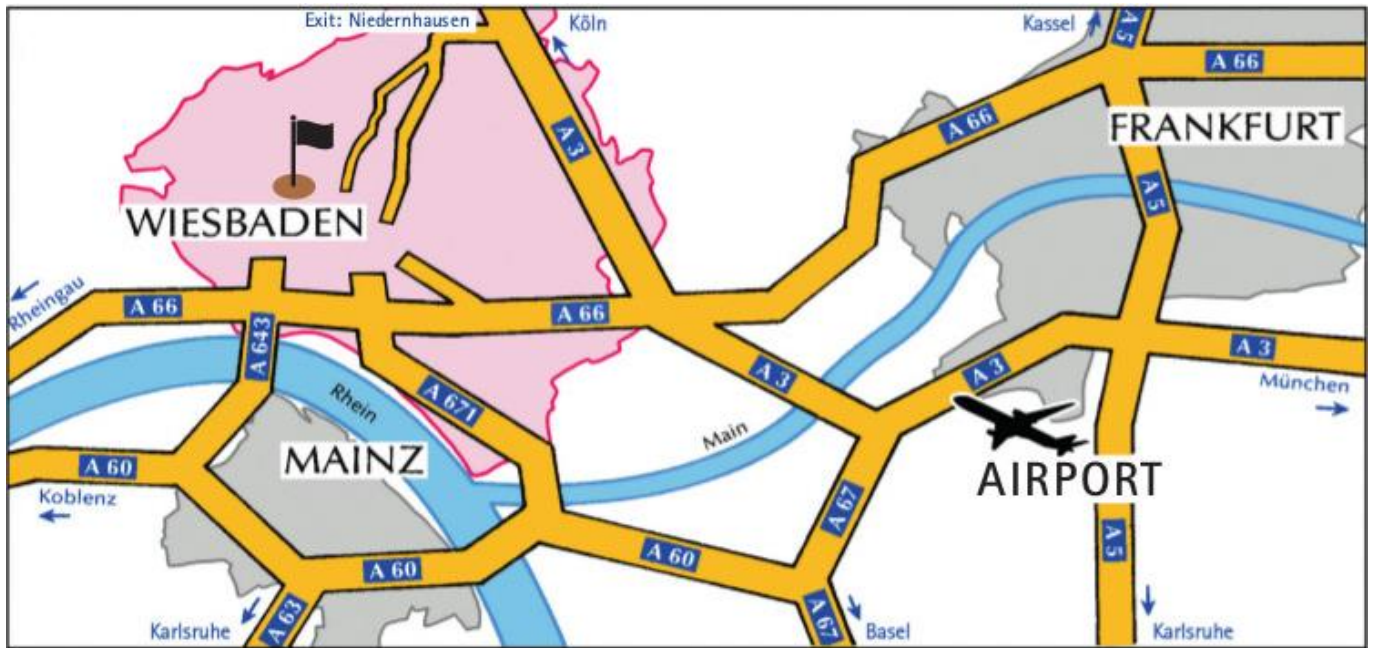 Exit: Niedernhausen
Köln
Kassel
A 5
A 66
A 66
FRANKFURT
A 3
A 5
WIESBADEN
Rheingau
A 66
A 66
A 643
A 3
A 3
A 3
München
A 671
Rhein
Main
MAINZ
A 60
Koblenz
AIRPORT
A 67
A 60
A 60
A 5
A 63
Karlsruhe
A 67
Basel
Karlsruhe